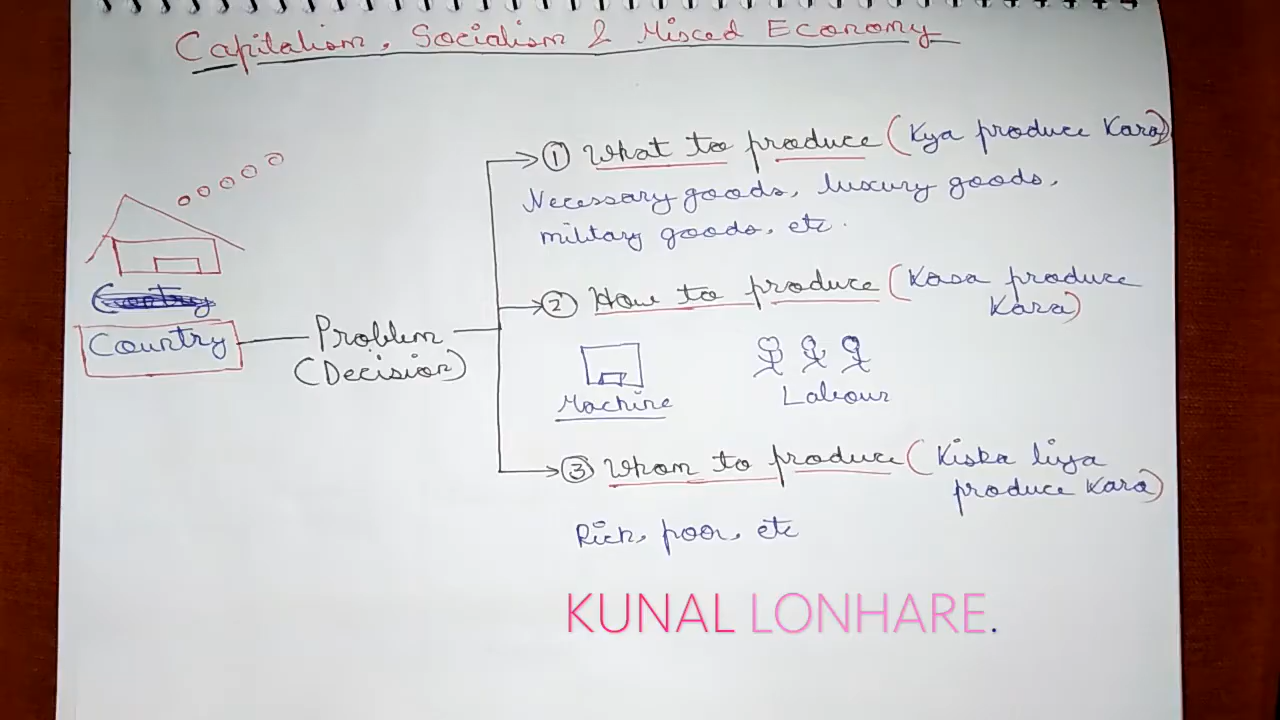 Capitalism, Socialism & Mixed Economy
Country
Problem
(Decision)
① What to produce (Kya produce Kara)
Necessary goods, luxury goods,
military goods, etc.
② How to produce (Kasa produce
Kara)
Machine
Labour
③ Whom to produce (Kiska liya
produce Kara)
Rich, poor, etc
KUNAL LONHARE.